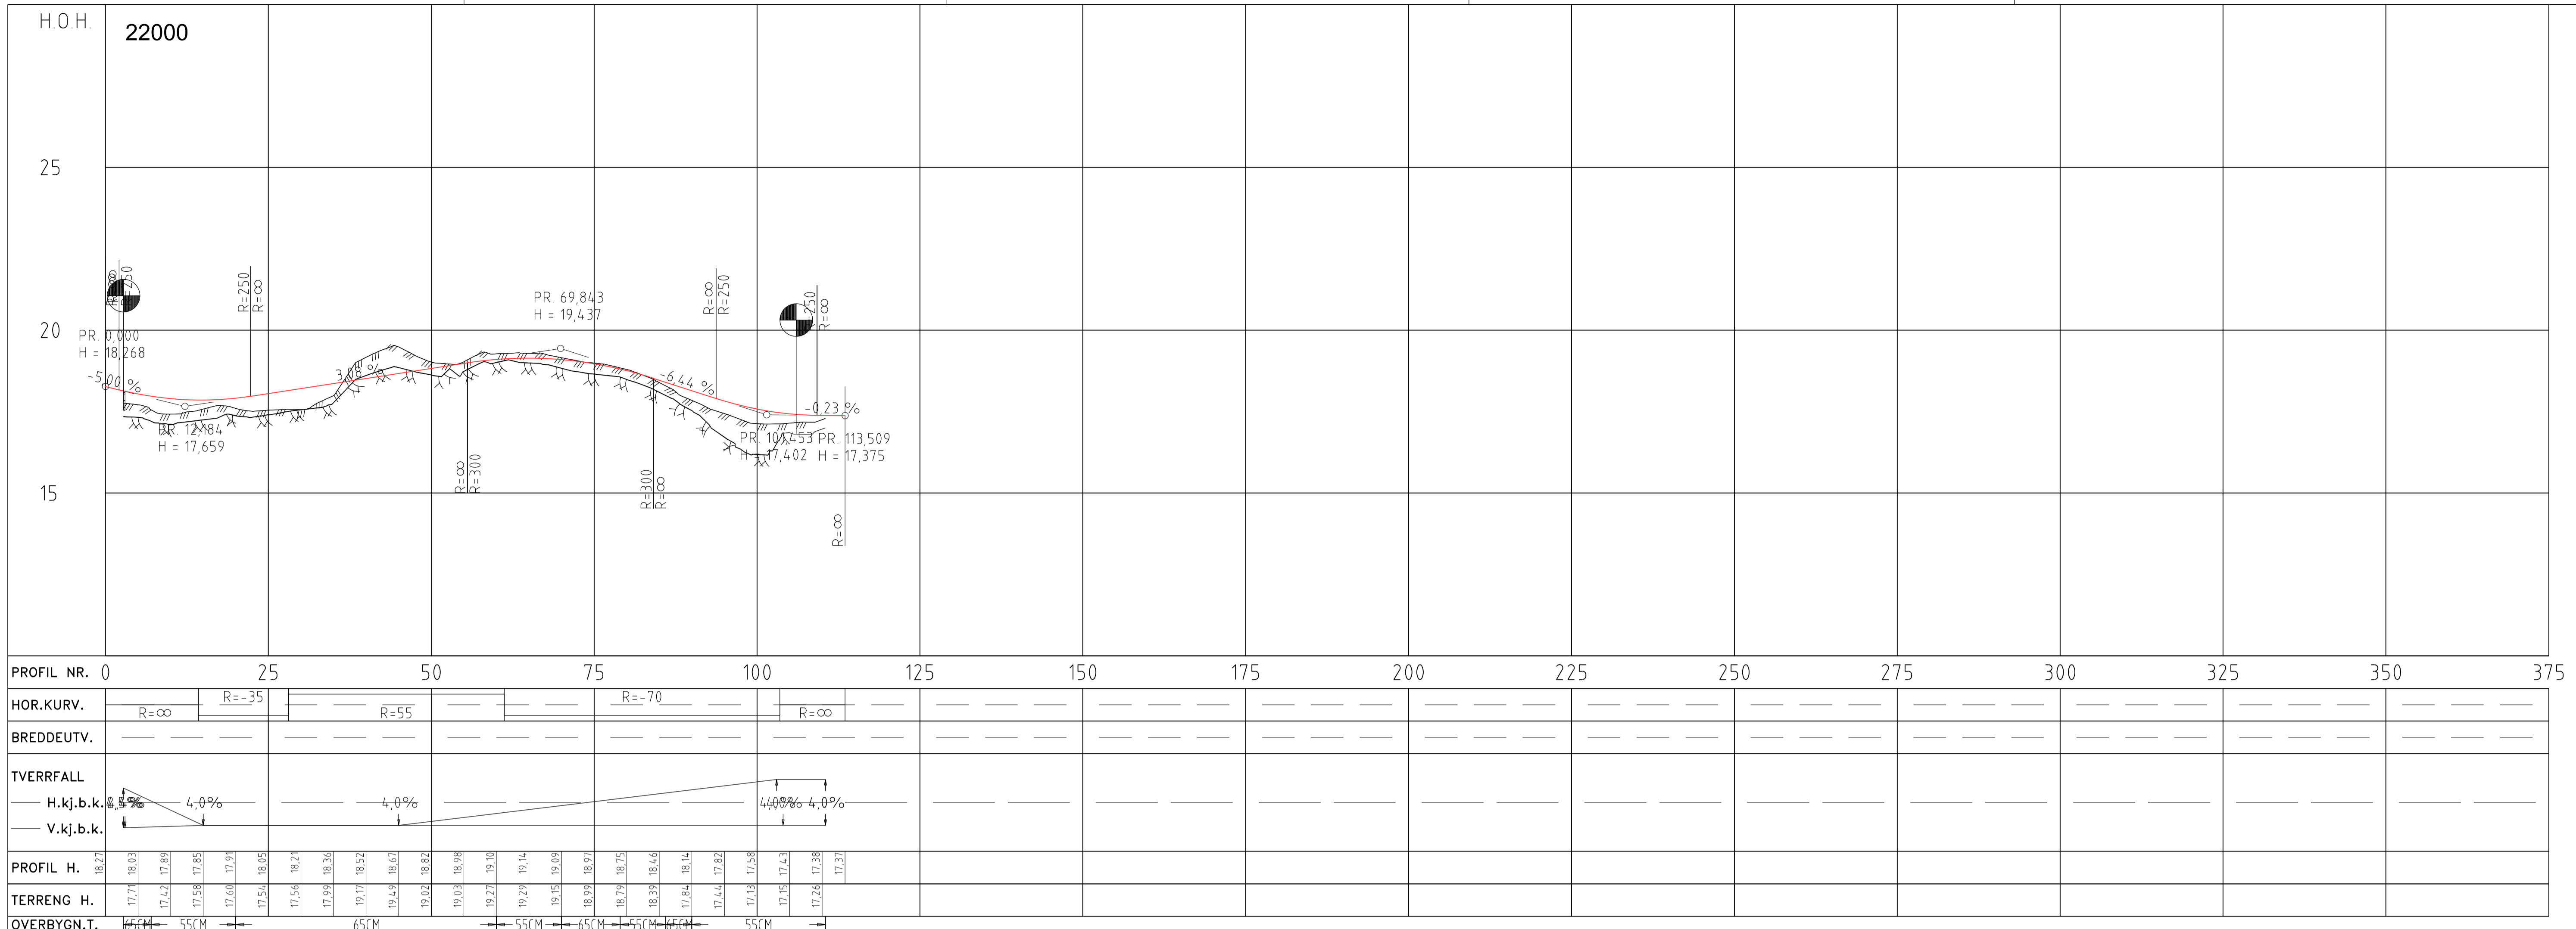 H.O.H.
22000
25
20
15
R=∞
R=250
R=250
R=∞
R=∞
R=250
R=250
R=∞
PR. 69,843
H = 19,437
PR. 0,000
H = 18,268
-5,00 %
3,08 %
-6,44 %
-0,23 %
PR. 12,184
H = 17,659
PR. 101,453
H = 17,402
PR. 113,509
H = 17,375
R=∞
R=300
R=300
R=∞
R=∞
PROFIL NR. 0 25 50 75 100 125 150 175 200 225 250 275 300 325 350 375
HOR.KURV. R=∞ R=-35 R=55 R=-70 R=∞
BREDDEUTV.
TVERRFALL
H.kj.b.k. 4,0% 4,0% 4,0% 4,0%
V.kj.b.k.
PROFIL H. 18,27 18,03 17,89 17,85 17,91 18,05 18,21 18,36 18,52 18,67 18,82 18,98 19,10 19,14 19,09 18,97 18,75 18,46 18,14 17,82 17,58 17,43 17,38 17,37
TERRENG H. 17,71 17,42 17,58 17,60 17,54 17,56 17,99 19,17 19,49 19,02 19,03 19,27 19,29 19,15 18,99 18,79 18,39 17,84 17,44 17,13 17,15 17,26
OVERBYGN.T. 65CM 55CM 65CM 55CM 65CM 55CM 65CM 55CM